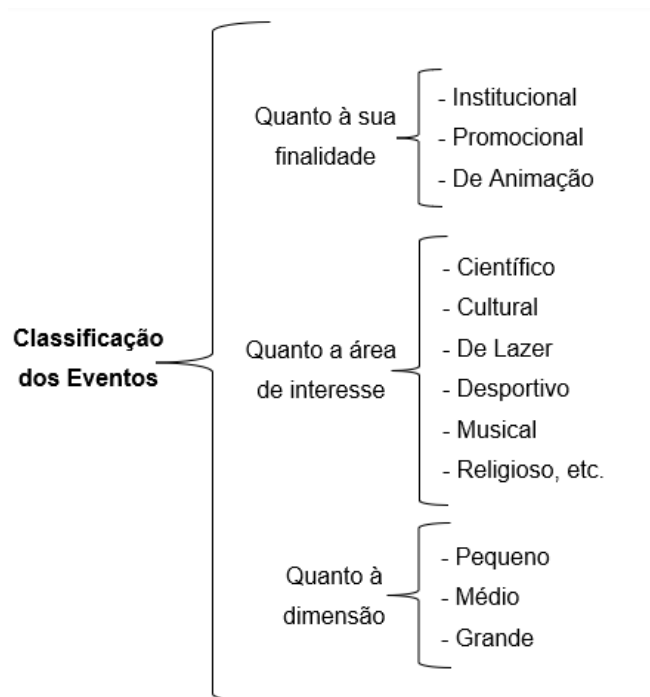 Classificação
dos Eventos
Quanto à sua
finalidade
- Institucional
- Promocional
- De Animação
Quanto a área
de interesse
- Científico
- Cultural
- De Lazer
- Desportivo
- Musical
- Religioso, etc.
Quanto à
dimensão
- Pequeno
- Médio
- Grande